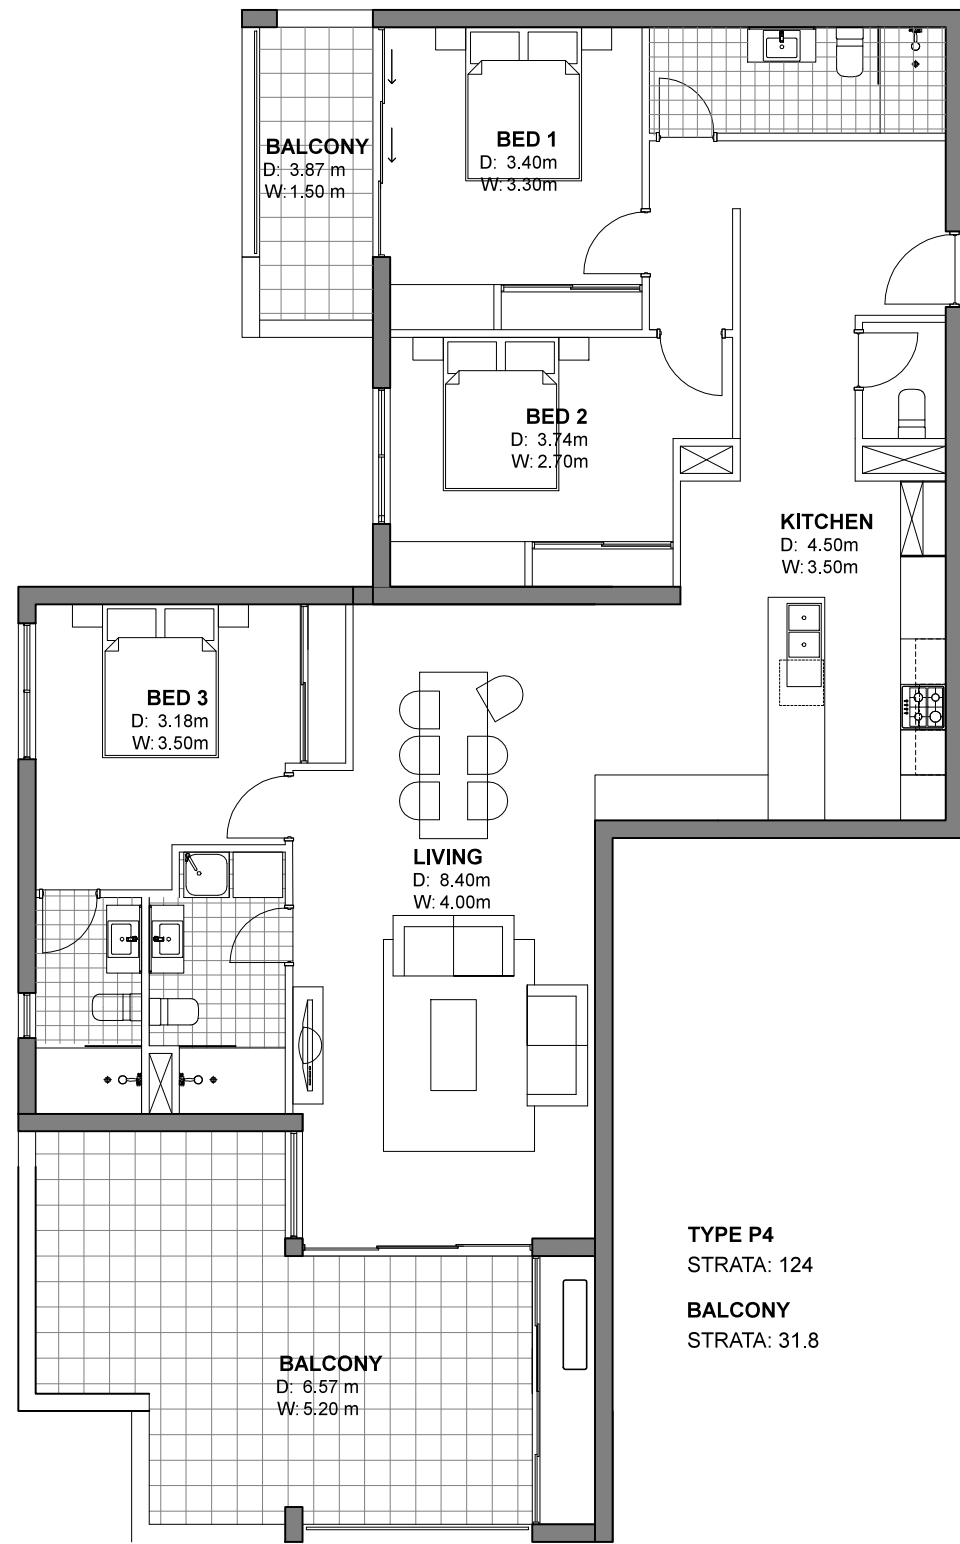 BALCONY
D: 3.87 m
W: 1.50 m
BED 1
D: 3.40m
W: 3.30m
BED 2
D: 3.74m
W: 2.70m
KITCHEN
D: 4.50m
W: 3.50m
BED 3
D: 3.18m
W: 3.50m
LIVING
D: 8.40m
W: 4.00m
BALCONY
D: 6.57 m
W: 5.20 m
TYPE P4
STRATA: 124
BALCONY
STRATA: 31.8